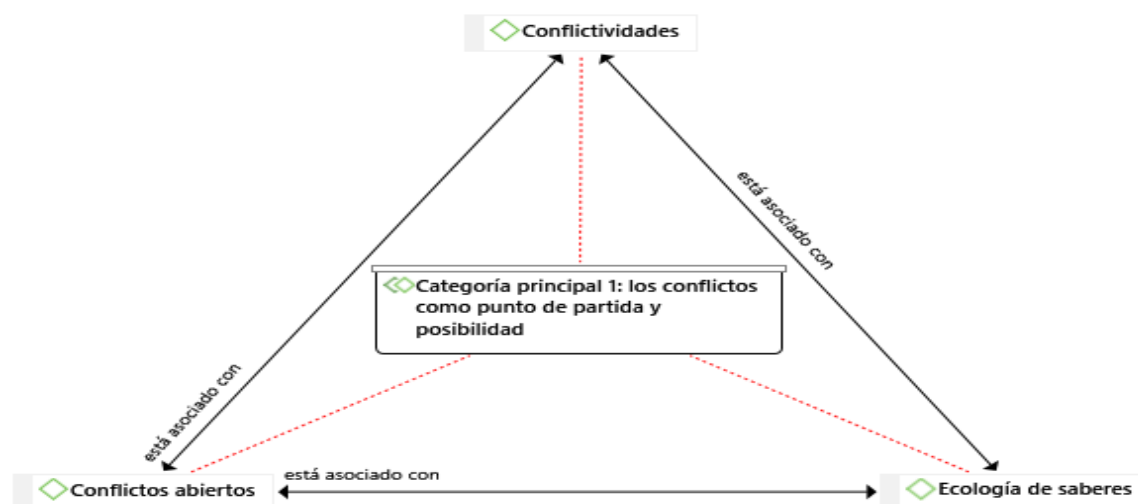 Conflictividades
está asociado con
Categoría principal 1: los conflictos
como punto de partida y
posibilidad
está asociado con
está asociado con
Conflictos abiertos
Ecología de saberes